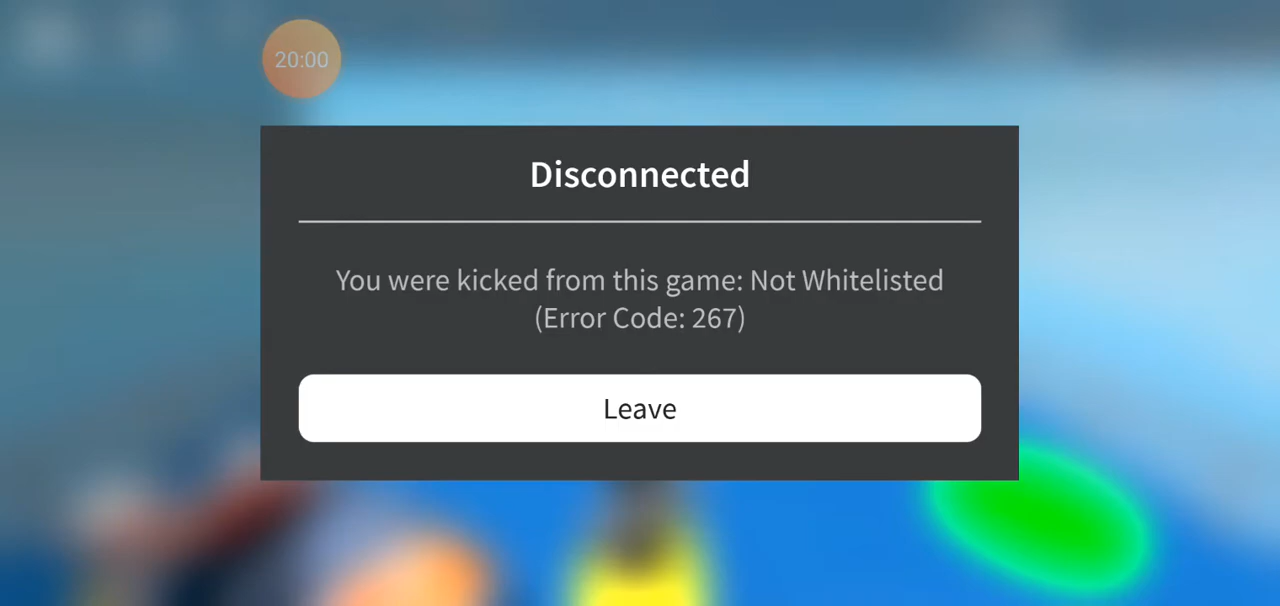 20:00
Disconnected
You were kicked from this game: Not Whitelisted
(Error Code: 267)
Leave